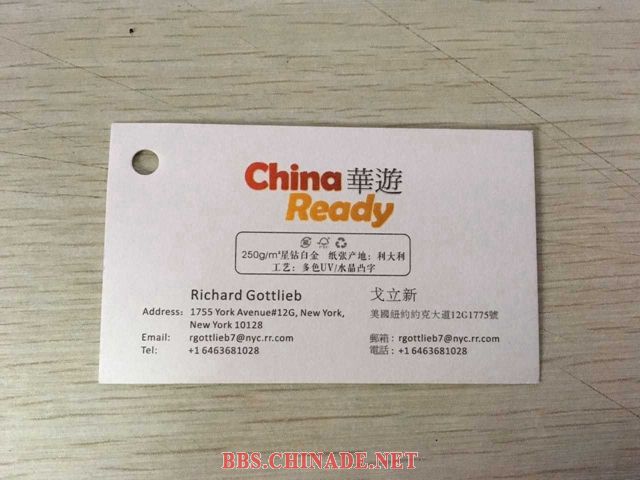 China 華遊
Ready
250g/m²星钻白金 纸张产地: 利大利
工艺: 多色UV/水晶凸字
Richard Gottlieb
Address: 1755 York Avenue#12G, New York,
New York 10128
Email: rgottlieb7@nyc.rr.com
Tel: +1 6463681028
戈立新
美國紐約約克大道12G1775號
郵箱: rgottlieb7@nyc.rr.com
電話: +1 6463681028
BBS.CHINADE.NET